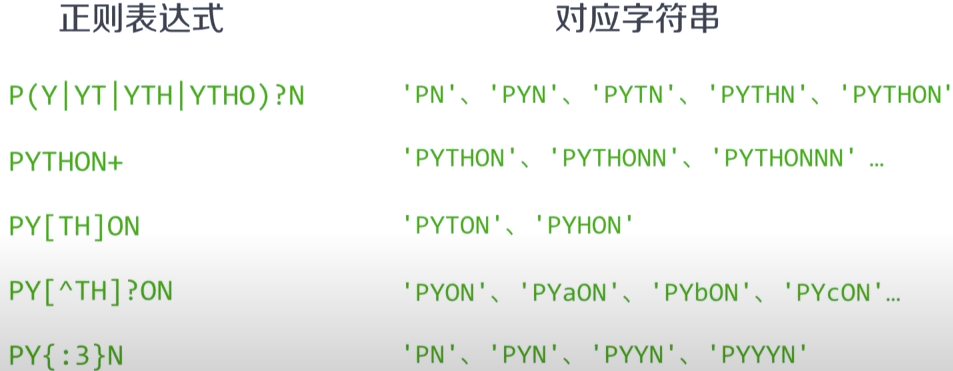 正则表达式 对应字符串
P(Y|YT|YTH|YTHO)?N 'PN'、 'PYN'、 'PYTN'、 'PYTHN'、 'PYTHON'
PYTHON+ 'PYTHON'、 'PYTHONN'、 'PYTHONNN' …
PY[TH]ON 'PYTON'、 'PYHON'
PY[^TH]?ON 'PYON'、 'PYaON'、 'PYbON'、 'PYcON'…
PY{:3}N 'PN'、 'PYN'、 'PYYN'、 'PYYYN'